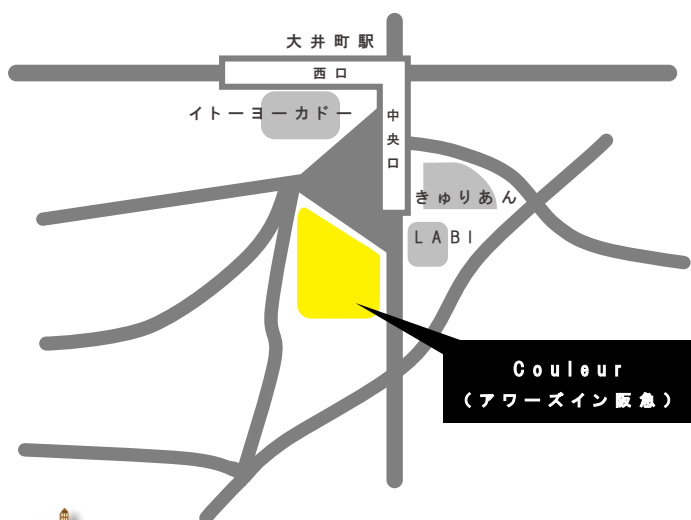 大井町駅
西口
イトーヨーカドー
中央口
きゅりあん
LABI
Couleur
（アワーズイン阪急）